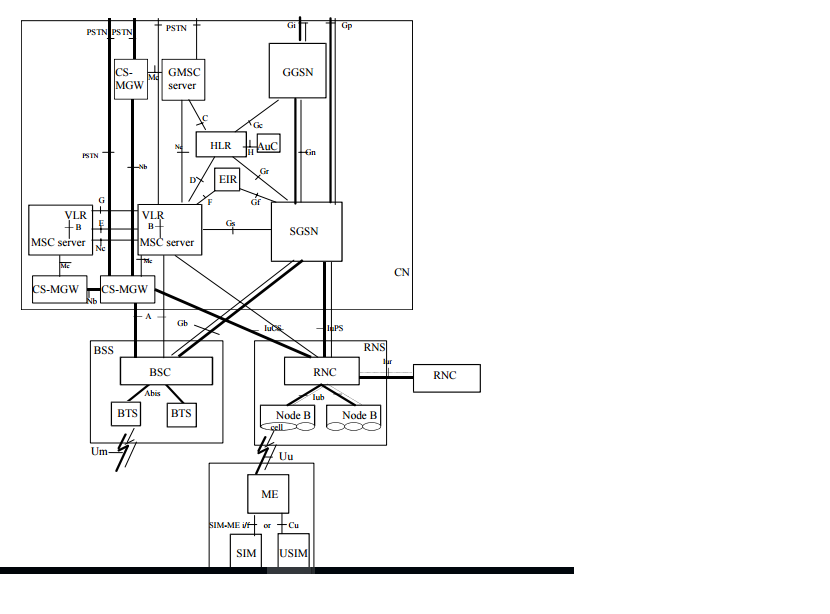 PSTN PSTN
PSTN
Gi
Gp
CS-
MGW
Mc
GMSC
server
GGSN
C
Gc
PSTN
Nb
Nc
HLR
H
AuC
Gn
D
EIR
Gr
F
Gf
G
VLR
B
MSC server
E
Nc
VLR
B
MSC server
Gs
SGSN
CN
Mc
Mc
CS-MGW
Nb
CS-MGW
A
Gb
IuCS
IuPS
BSS
RNS
BSC
RNC
Iur
RNC
Abis
Iub
BTS
BTS
Node B
cell
Node B
Um
Uu
ME
SIM-ME i/f
or
Cu
SIM
USIM